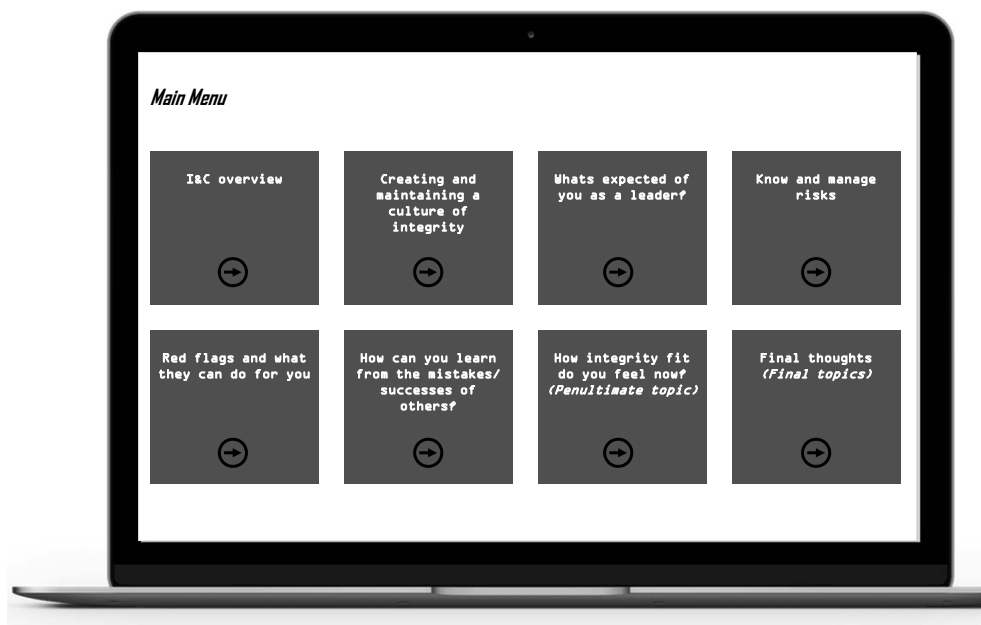 Main Menu
I&C overview
Creating and
maintaining a
culture of
integrity
Whats expected of
you as a leader?
Know and manage
risks
Red flags and what
they can do for you
How can you learn
from the mistakes/
successes of
others?
How integrity fit
do you feel now?
(Penultimate topic)
Final thoughts
(Final topics)